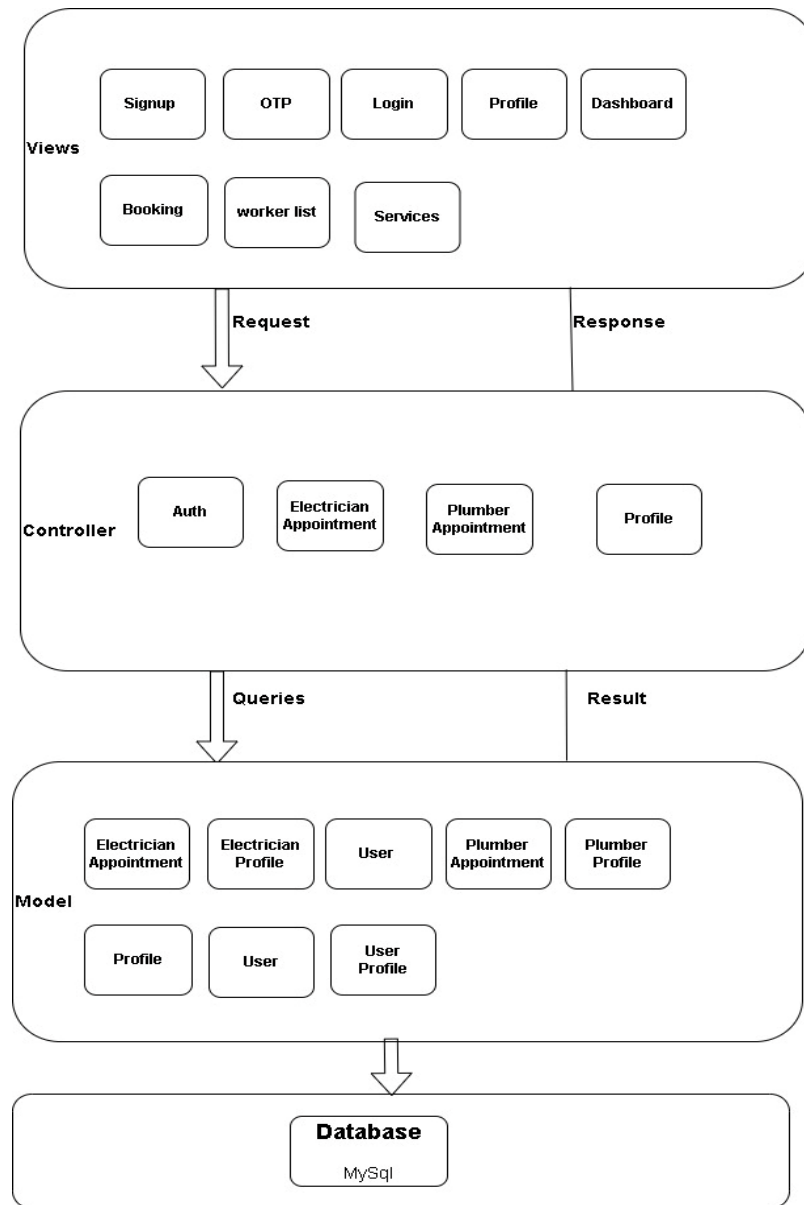 Signup
OTP
Login
Profile
Dashboard
Views
Booking
worker list
Services
Request
Response
Auth
Electrician
Appointment
Plumber
Appointment
Profile
Controller
Queries
Result
Electrician
Appointment
Electrician
Profile
User
Plumber
Appointment
Plumber
Profile
Model
Profile
User
User
Profile
Database
MySql